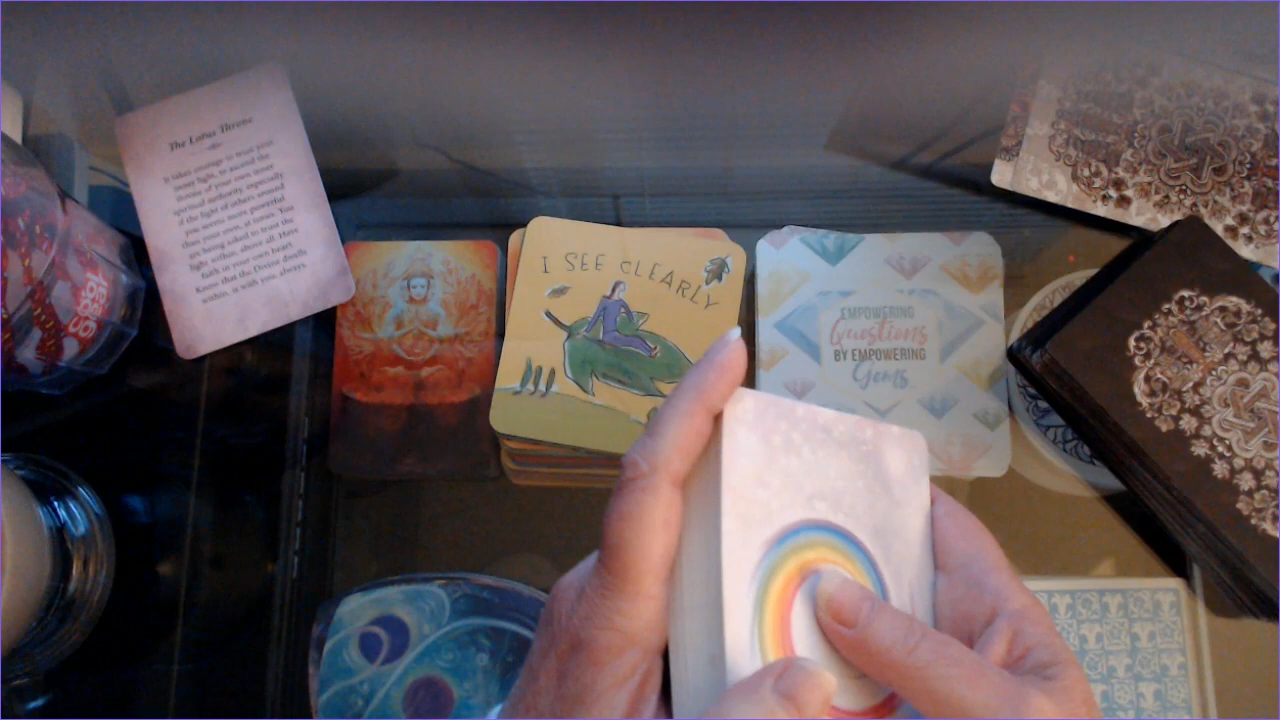 The Lotus Throne
It takes courage to trust your
inner light, to ascend the
throne of your own inner
spiritual authority, especially
if the light of others around
you seems more powerful
than your own, at times. You
are being asked to trust the
light within, above all. Have
faith in your own heart.
Know that the Divine dwells
within, is with you, always.
I SEE CLEARLY
EMPOWERING
Questions
BY EMPOWERING
Gems